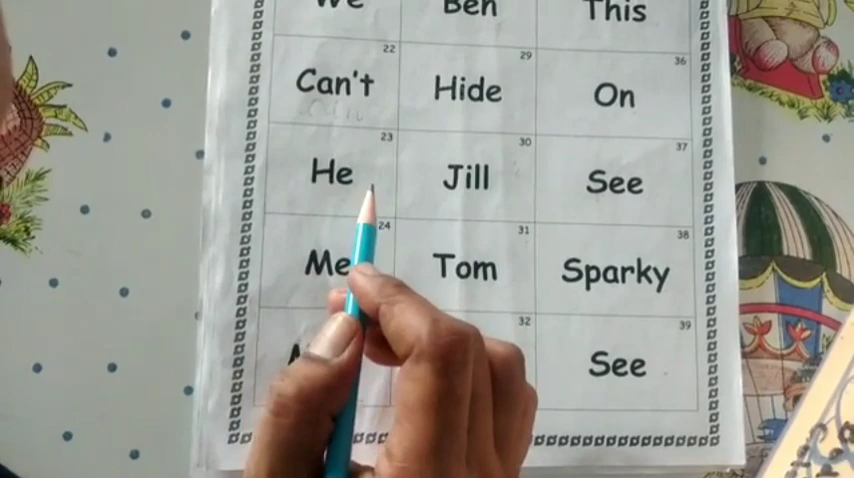 We Ben This
22 29 36
Can't Hide On
23 30 37
He Jill See
24 31 38
Me Tom Sparky
32 39
See